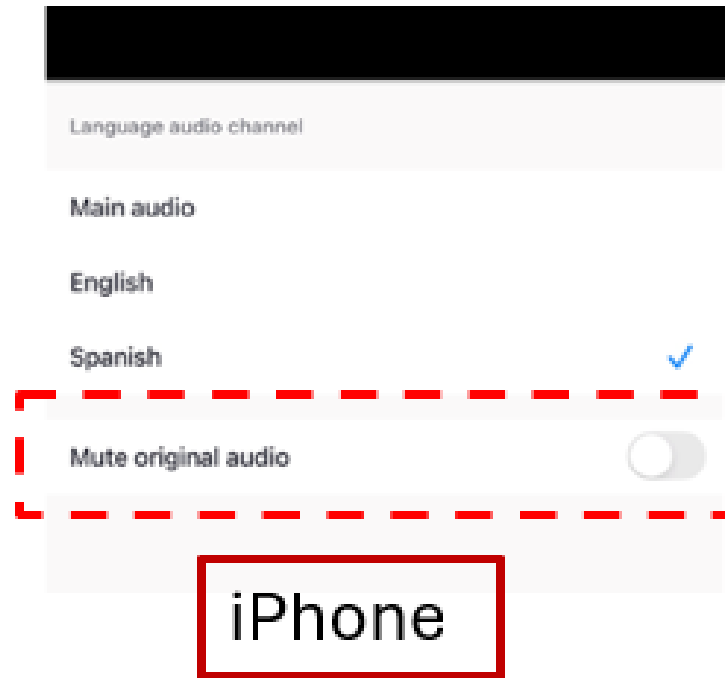 Language audio channel
Main audio
English
Spanish
Mute original audio
iPhone